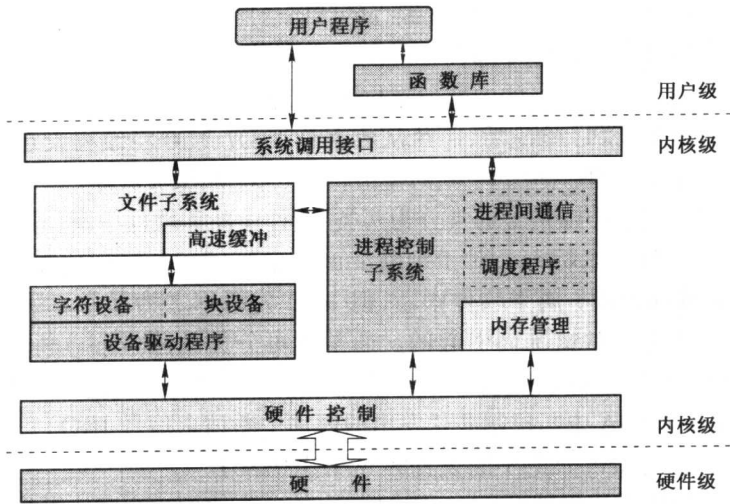 用户程序
函数库
用户级
系统调用接口
内核级
文件子系统
高速缓冲
进程控制
子系统
进程间通信
调度程序
内存管理
字符设备 块设备
设备驱动程序
硬件控制
内核级
硬件
硬件级